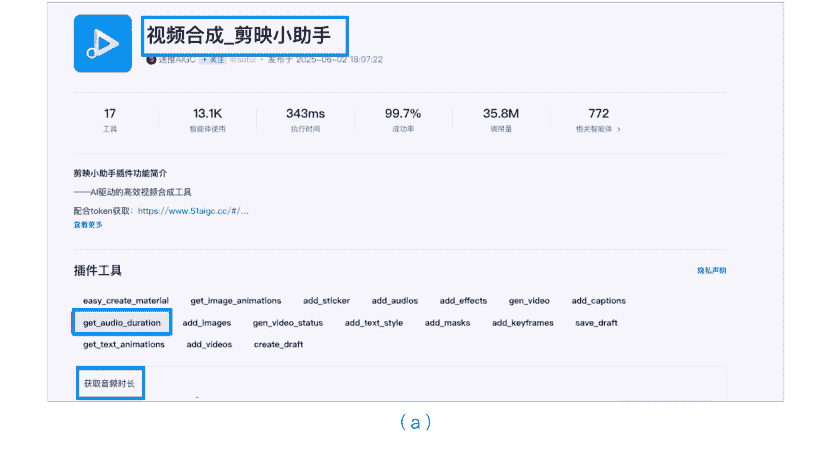 视频合成_剪映小助手
速推AIGC +关注 @sutui · 发布于 2025-06-02 18:07:22
17 13.1K 343ms 99.7% 35.8M 772
工具 智能体使用 执行时间 成功率 调用量 相关智能体 >
剪映小助手插件功能简介
——AI驱动的高效视频合成工具
配合token获取：https://www.51aigc.cc/#/...
查看更多
插件工具 隐私声明
easy_create_material get_image_animations add_sticker add_audios add_effects gen_video add_captions
get_audio_duration add_images gen_video_status add_text_style add_masks add_keyframes save_draft
get_text_animations add_videos create_draft
获取音频时长
（a）